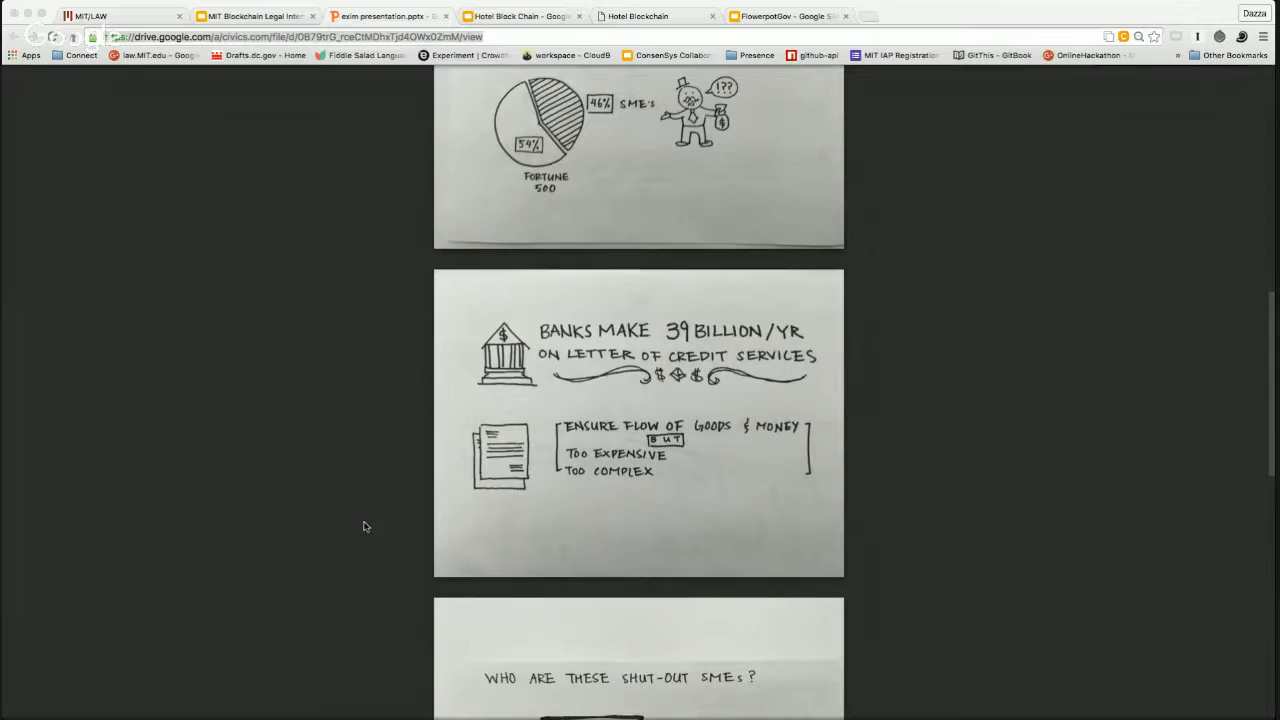 MIT/LAW
MIT Blockchain Legal Inter
exim presentation.pptx - G
Hotel Block Chain - Google
Hotel Blockchain
FlowerpotGov - Google S
Dazza
ttps://drive.google.com/a/civics.com/file/d/0B79trG_rceCtMDhxTjd4OWx0ZmM/view
Apps
Connect
law.MIT.edu - Google
Drafts.dc.gov - Home
Fiddle Salad Langua
Experiment | Crowdf
workspace - Cloud9
ConsenSys Collabor
Presence
github-api
MIT IAP Registration
GitThis - GitBook
OnlineHackathon - G
» Other Bookmarks
46% SME'S
!??
$
54%
FORTUNE
500
$
BANKS MAKE 39 BILLION/YR
ON LETTER OF CREDIT SERVICES
$ $
ENSURE FLOW OF GOODS & MONEY
BUT
TOO EXPENSIVE
TOO COMPLEX
WHO ARE THESE SHUT-OUT SMEs?